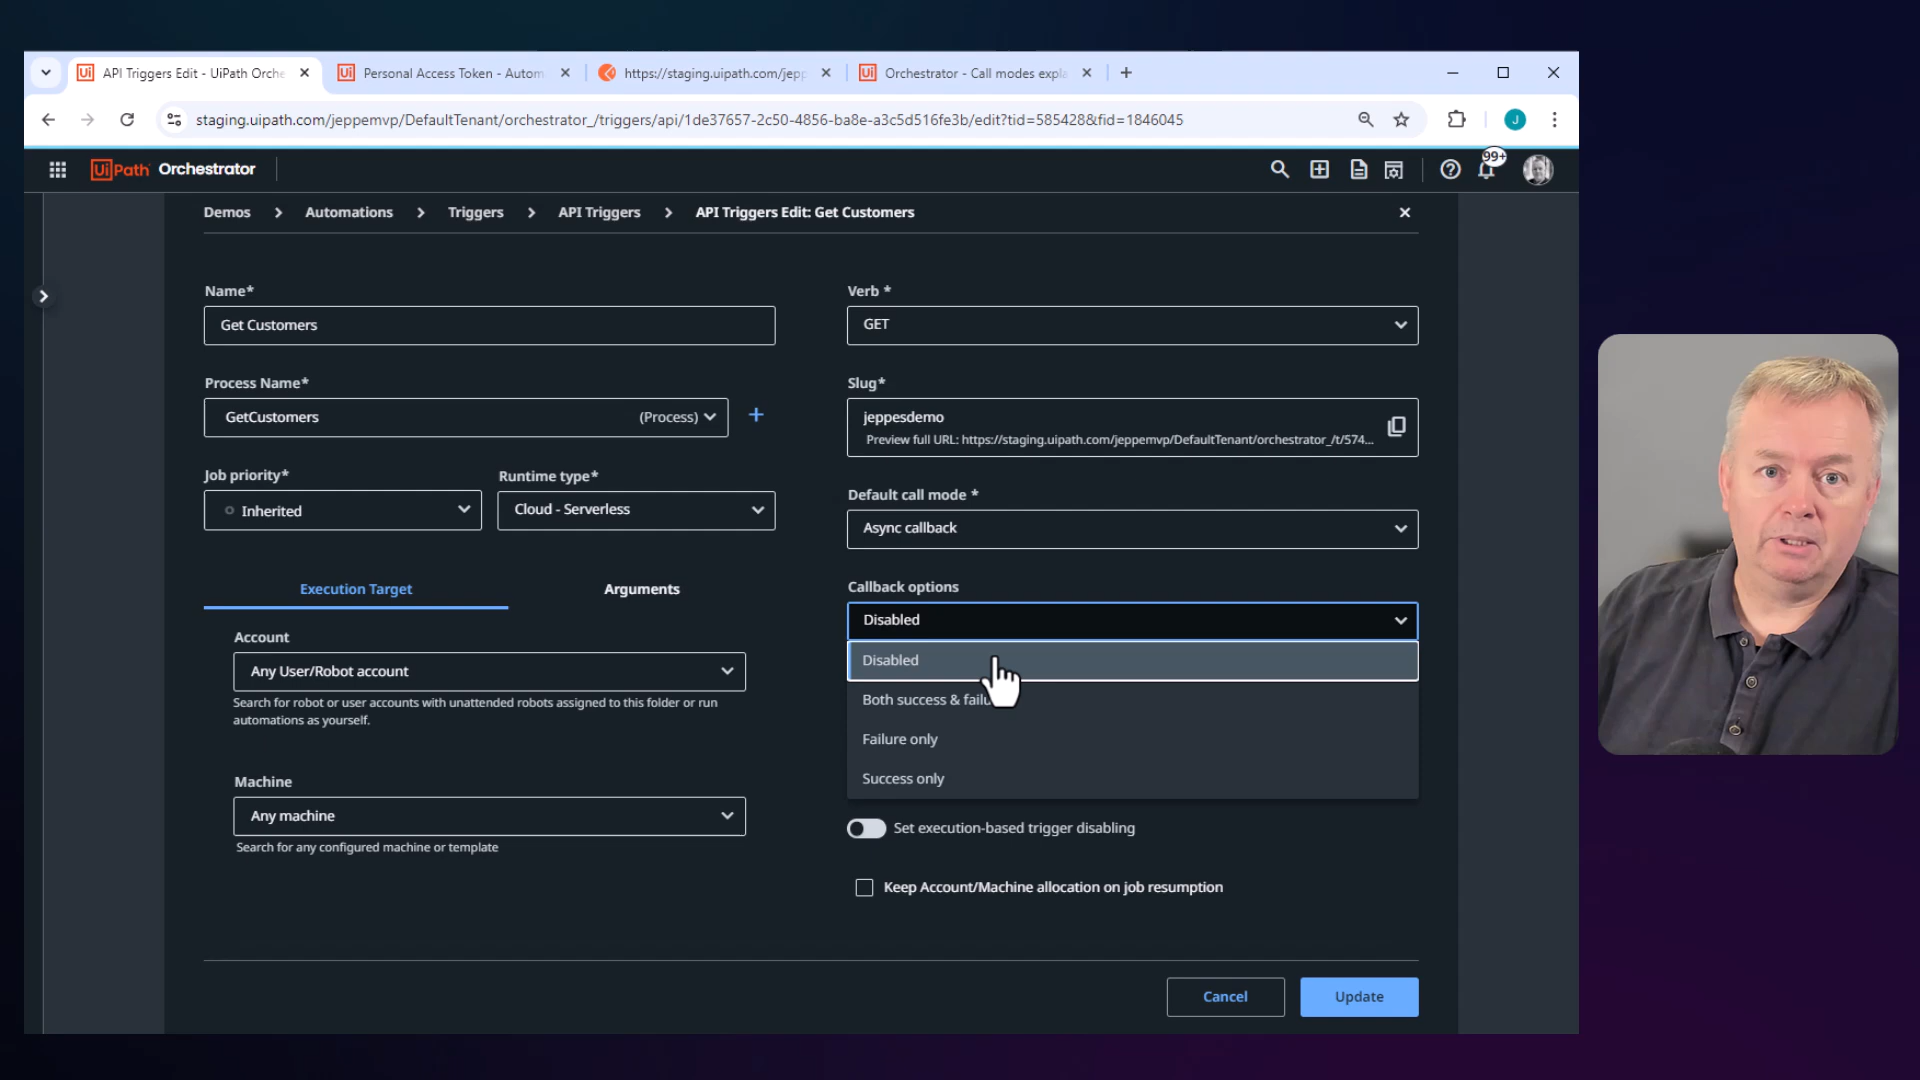 API Triggers Edit - UiPath Orche
Personal Access Token - Autom
https://staging.uipath.com/jepp
Orchestrator - Call modes expla
staging.uipath.com/jeppemvp/DefaultTenant/orchestrator_/triggers/api/1de37657-2c50-4856-ba8e-a3c5d516fe3b/edit?tid=585428&fid=1846045
J
UiPath Orchestrator
99+
Demos > Automations > Triggers > API Triggers > API Triggers Edit: Get Customers
Name*
Get Customers
Verb *
GET
Process Name*
GetCustomers (Process)
Slug*
jeppesdemo
Preview full URL: https://staging.uipath.com/jeppemvp/DefaultTenant/orchestrator_/t/574...
Job priority*
Inherited
Runtime type*
Cloud - Serverless
Default call mode *
Async callback
Execution Target
Arguments
Callback options
Disabled
Disabled
Both success & failu
Failure only
Success only
Account
Any User/Robot account
Search for robot or user accounts with unattended robots assigned to this folder or run
automations as yourself.
Machine
Any machine
Search for any configured machine or template
Set execution-based trigger disabling
Keep Account/Machine allocation on job resumption
Cancel
Update